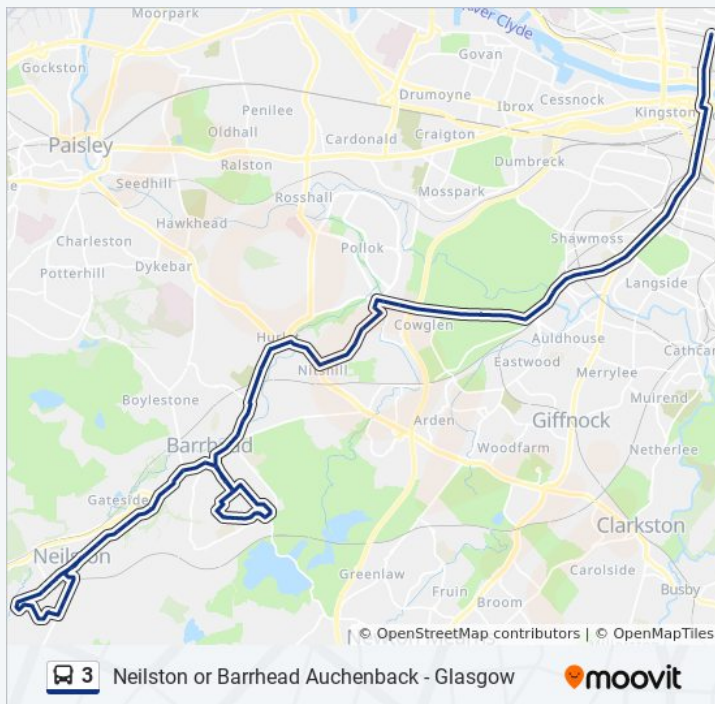 Moorpark
River Clyde
Govan
Gockston
Drumoyne
Ibrox
Cessnock
Penilee
Kingston
Paisley
Oldhall
Cardonald
Craigton
Ralston
Dumbreck
Seedhill
Mosspark
Rosshall
Hawkhead
Charleston
Pollok
Shawmoss
Dykebar
Potterhill
Langside
Cowglen
Hurlet
Auldhouse
Cathcar
Nitshill
Eastwood
Merrylee
Boylestone
Muirend
Arden
Giffnock
Barrhead
Woodfarm
Netherlee
Gateside
Clarkston
Neilston
Carolside
Greenlaw
Fruin
Busby
Broom
© OpenStreetMap contributors | © OpenMapTiles
3 Neilston or Barrhead Auchenback - Glasgow
moovit